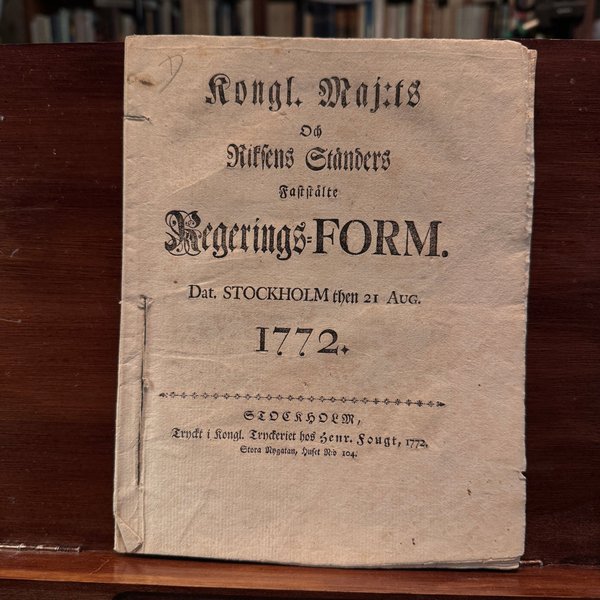 D
Kongl. Maj:ts
Och
Riksens Ständers
Faststälte
Regerings-FORM.
Dat. STOCKHOLM then 21 Aug.
1772.
STOCKHOLM,
Tryckt i Kongl. Tryckeriet hos Henr. Fougt, 1772.
Stora Nygatan, Huset N:o 104.